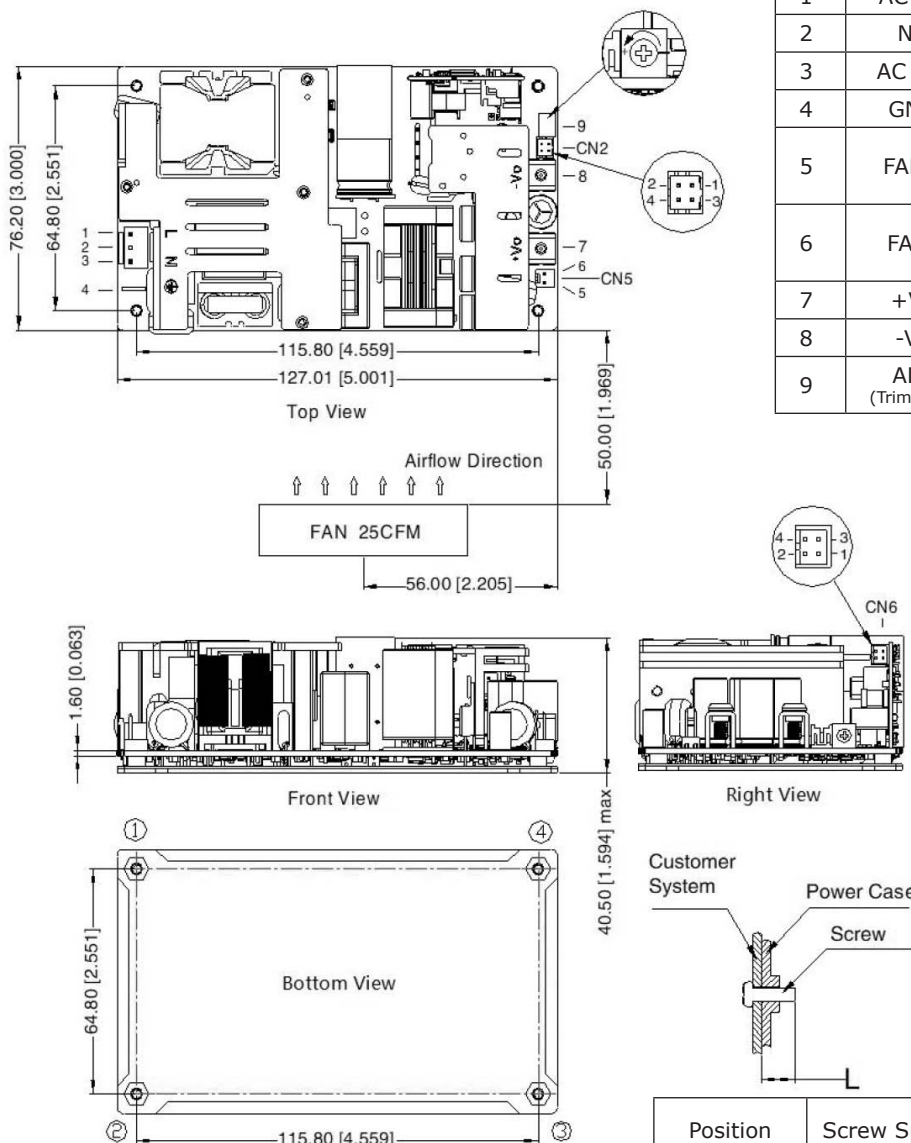 76.20 [3.000]
64.80 [2.551]
1
2
3
4
L
N
9
CN2
8
-Vo
7
+Vo
6
CN5
5
2
1
4
3
115.80 [4.559]
127.01 [5.001]
Top View
50.00 [1.969]
Airflow Direction
FAN 25CFM
56.00 [2.205]
2 N
3 AC
4
5
6
7
8
9
(Trim
4
3
2
1
CN6
1.60 [0.063]
Front View
40.50 [1.594] max
Right View
1
4
64.80 [2.551]
Bottom View
2
3
115.80 [4.559]
Customer
System
Power Case
Screw
L
Position
Screw S